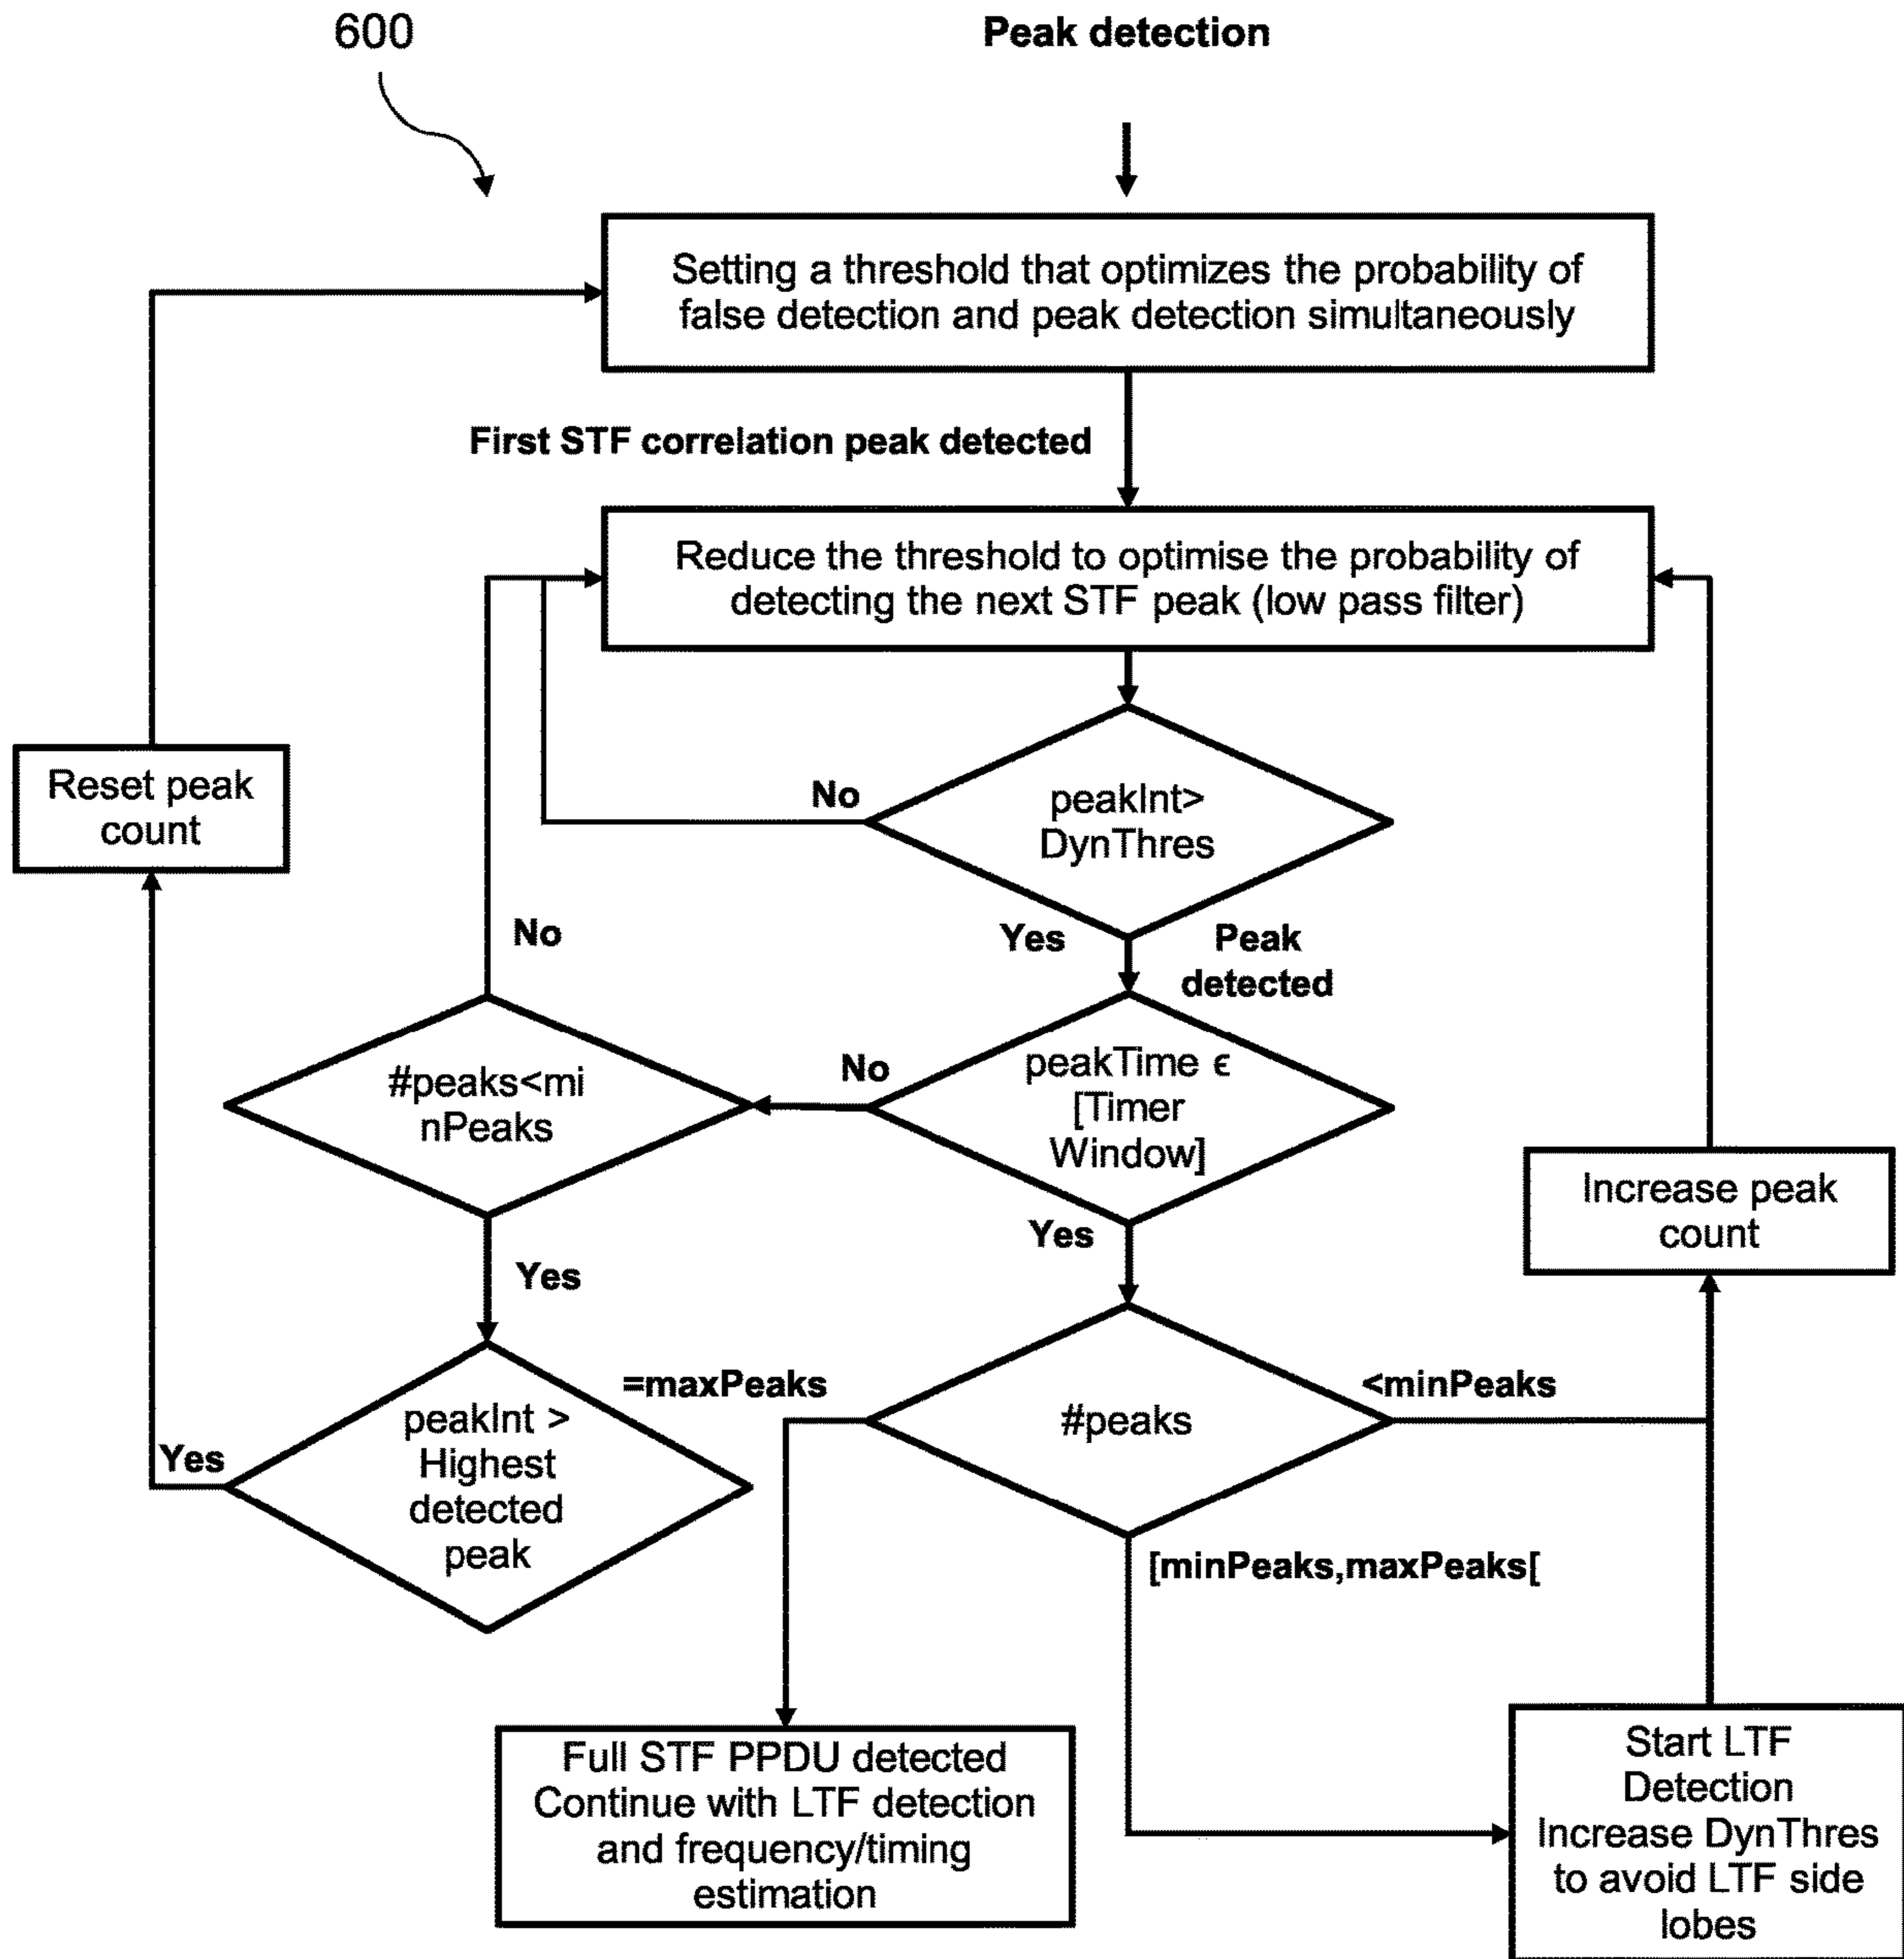 600
Peak detection
Setting a threshold that optimizes the probability of
false detection and peak detection simultaneously
First STF correlation peak detected
Reduce the threshold to optimise the probability of
detecting the next STF peak (low pass filter)
Reset peak
count
No
peakInt>
DynThres
No
Yes
Peak
detected
#peaks<mi
nPeaks
No
peakTime ϵ
[Timer
Window]
Increase peak
count
Yes
Yes
=maxPeaks
<minPeaks
#peaks
Yes
peakInt >
Highest
detected
peak
[minPeaks,maxPeaks[
Full STF PPDU detected
Continue with LTF detection
and frequency/timing
estimation
Start LTF
Detection
Increase DynThres
to avoid LTF side
lobes